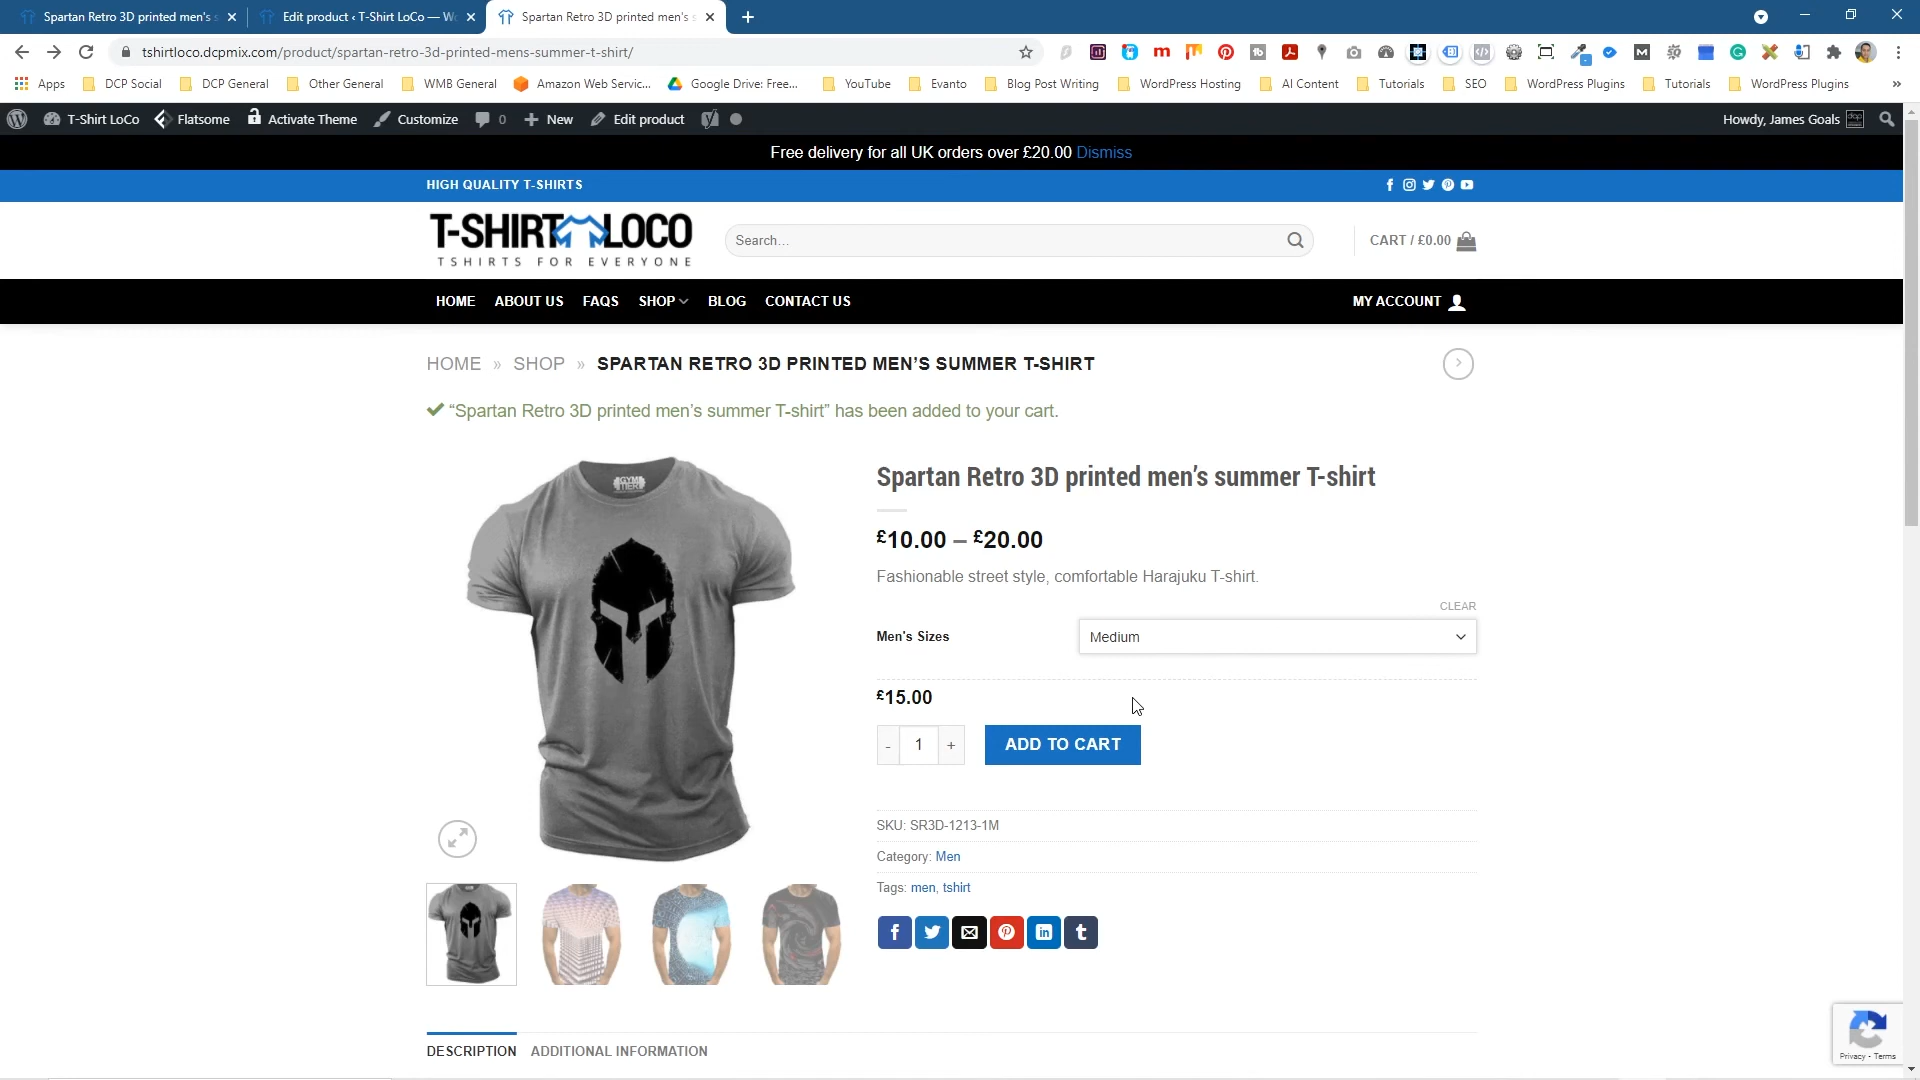 Spartan Retro 3D printed men's s
Edit product ‹ T-Shirt LoCo — Wo
Spartan Retro 3D printed men's s
tshirtloco.dcpmix.com/product/spartan-retro-3d-printed-mens-summer-t-shirt/
Apps DCP Social DCP General Other General WMB General Amazon Web Servic... Google Drive: Free... YouTube Evanto Blog Post Writing WordPress Hosting AI Content Tutorials SEO WordPress Plugins Tutorials WordPress Plugins »
T-Shirt LoCo Flatsome Activate Theme Customize 0 New Edit product Howdy, James Goals
Free delivery for all UK orders over £20.00 Dismiss
HIGH QUALITY T-SHIRTS
T-SHIRT LOCO
TSHIRTS FOR EVERYONE
Search...
CART / £0.00
HOME ABOUT US FAQS SHOP BLOG CONTACT US MY ACCOUNT
HOME » SHOP » SPARTAN RETRO 3D PRINTED MEN’S SUMMER T-SHIRT
“Spartan Retro 3D printed men’s summer T-shirt” has been added to your cart.
GYM
TIER
Spartan Retro 3D printed men’s summer T-shirt
£10.00 – £20.00
Fashionable street style, comfortable Harajuku T-shirt.
CLEAR
Men's Sizes Medium
£15.00
- 1 + ADD TO CART
SKU: SR3D-1213-1M
Category: Men
Tags: men, tshirt
DESCRIPTION ADDITIONAL INFORMATION
Privacy - Terms